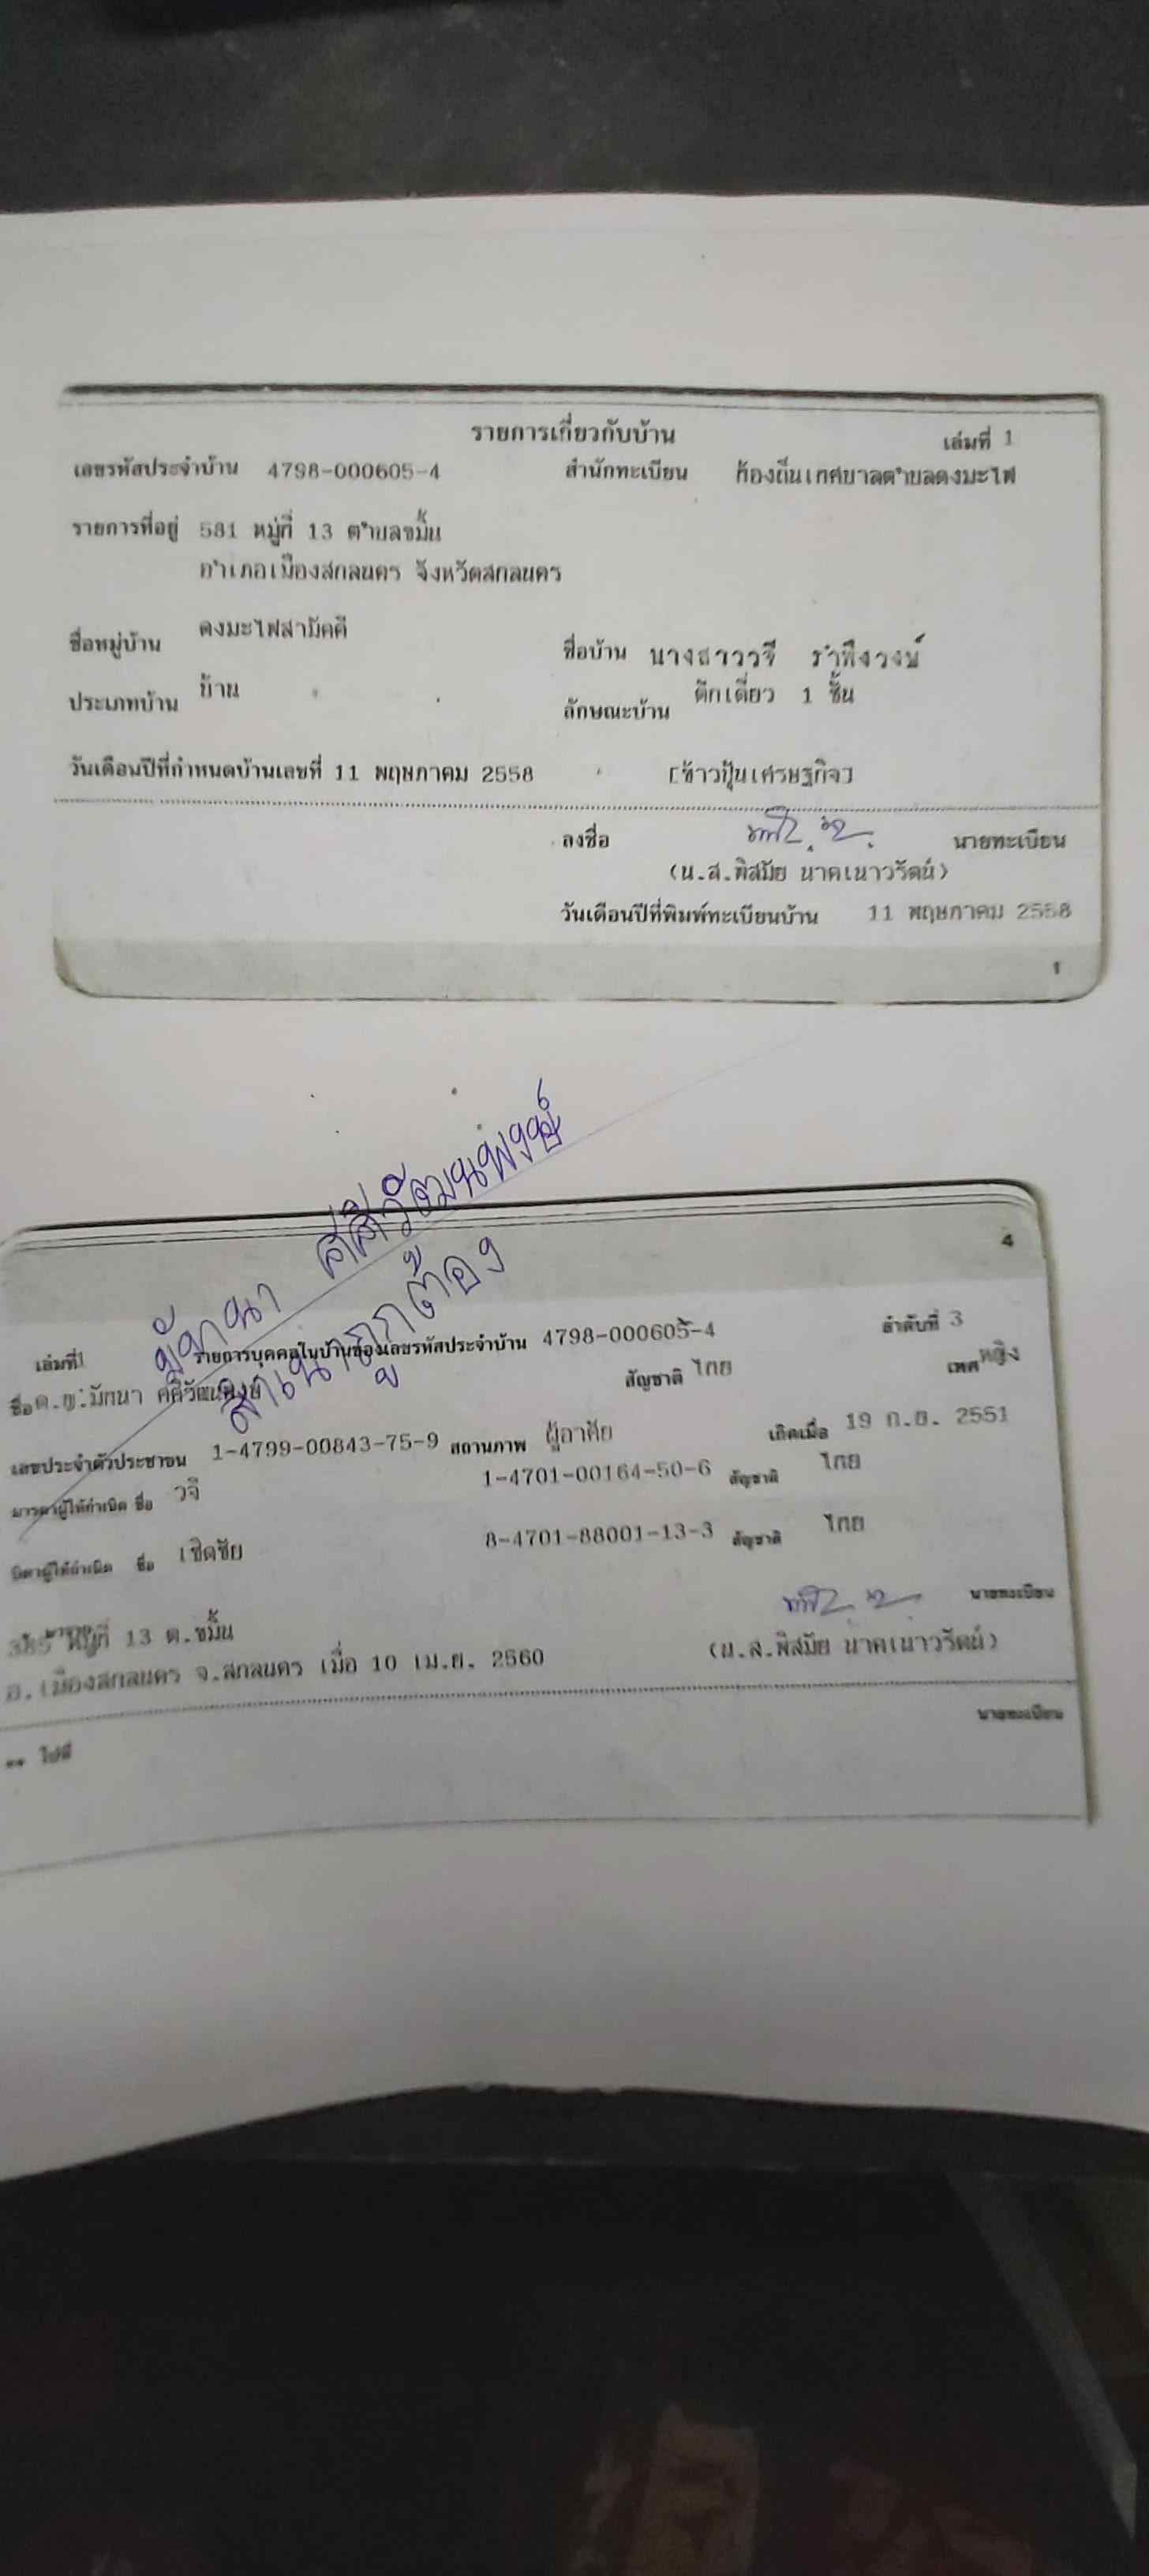 รายการเกี่ยวกับบ้าน เล่มที่ 1
เลขรหัสประจำบ้าน 4798-000605-4 สำนักทะเบียน ท้องถิ่นเทศบาลตำบลดงมะไฟ
รายการที่อยู่ 581 หมู่ที่ 13 ตำบลขมิ้น
อำเภอเมืองสกลนคร จังหวัดสกลนคร
ชื่อหมู่บ้าน ดงมะไฟสามัคคี ชื่อบ้าน นางสาววจี รำพึงวงษ์
ประเภทบ้าน บ้าน ลักษณะบ้าน ตึกเดี่ยว 1 ชั้น
วันเดือนปีที่กำหนดบ้านเลขที่ 11 พฤษภาคม 2558 [ข้าวปุ้นเศรษฐกิจ]
ลงชื่อ นายทะเบียน
(น.ส.พิสมัย นาคเนาวรัตน์)
วันเดือนปีที่พิมพ์ทะเบียนบ้าน 11 พฤษภาคม 2558
1
มัทนา ศศิวัฒนพงษ์
สำเนาถูกต้อง
4
เล่มที่ 1 รายการบุคคลในบ้านของเลขรหัสประจำบ้าน 4798-000605-4 ลำดับที่ 3
ชื่อ ด.ญ.มัทนา ศศิวัฒนพงษ์ สัญชาติ ไทย เพศ หญิง
เลขประจำตัวประชาชน 1-4799-00843-75-9 สถานภาพ ผู้อาศัย เกิดเมื่อ 19 ก.ย. 2551
มารดาผู้ให้กำเนิด ชื่อ วจี 1-4701-00164-50-6 สัญชาติ ไทย
บิดาผู้ให้กำเนิด ชื่อ เชิดชัย 8-4701-88001-13-3 สัญชาติ ไทย
หมู่ที่ 13 ต.ขมิ้น นายทะเบียน
อ.เมืองสกลนคร จ.สกลนคร เมื่อ 10 เม.ย. 2560 (น.ส.พิสมัย นาคเนาวรัตน์)
** ไปที่ นายทะเบียน